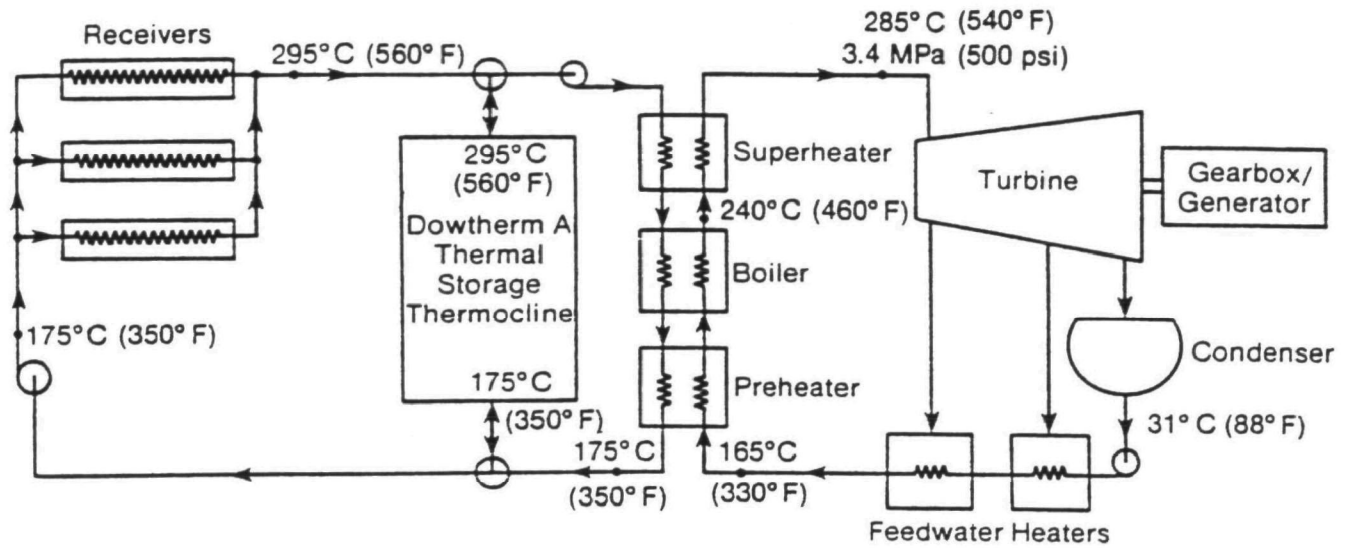 Receivers
295°C (560°F)
285°C (540°F)
3.4 MPa (500 psi)
295°C
(560°F)
Dowtherm A
Thermal
Storage
Thermocline
175°C
(350°F)
175°C (350°F)
Superheater
240°C (460°F)
Boiler
Preheater
175°C
(350°F)
165°C
(330°F)
Turbine
Gearbox/
Generator
Condenser
31°C (88°F)
Feedwater Heaters